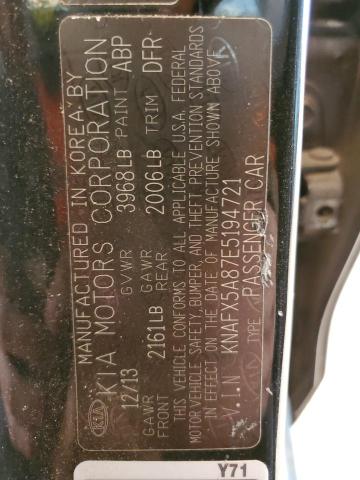 MANUFACTURED IN KOREA BY
KIA MOTORS CORPORATION
12/13 GVWR 3968LB PAINT ABP
GAWR FRONT 2161LB GAWR REAR 2006LB TRIM DFR
THIS VEHICLE CONFORMS TO ALL APPLICABLE U.S.A. FEDERAL
MOTOR VEHICLE SAFETY, BUMPER, AND THEFT PREVENTION STANDARDS
IN EFFECT ON THE DATE OF MANUFACTURE SHOWN ABOVE
V.I.N KNAFX5A87E5194721
TYPE PASSENGER CAR
Y71